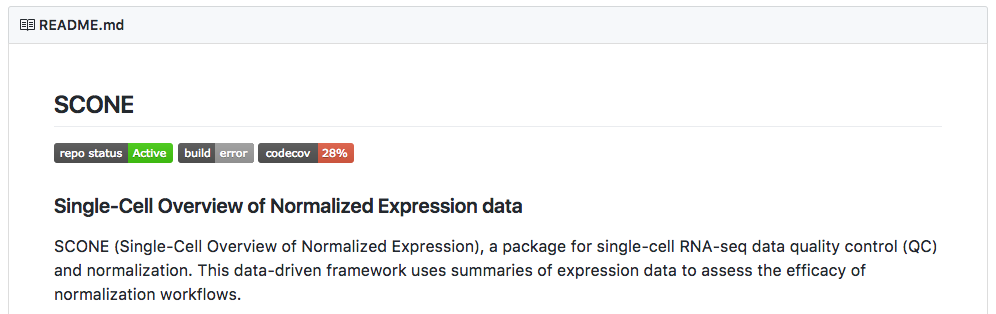 README.md
SCONE
repo status Active build error codecov 28%
Single-Cell Overview of Normalized Expression data
SCONE (Single-Cell Overview of Normalized Expression), a package for single-cell RNA-seq data quality control (QC)
and normalization. This data-driven framework uses summaries of expression data to assess the efficacy of
normalization workflows.